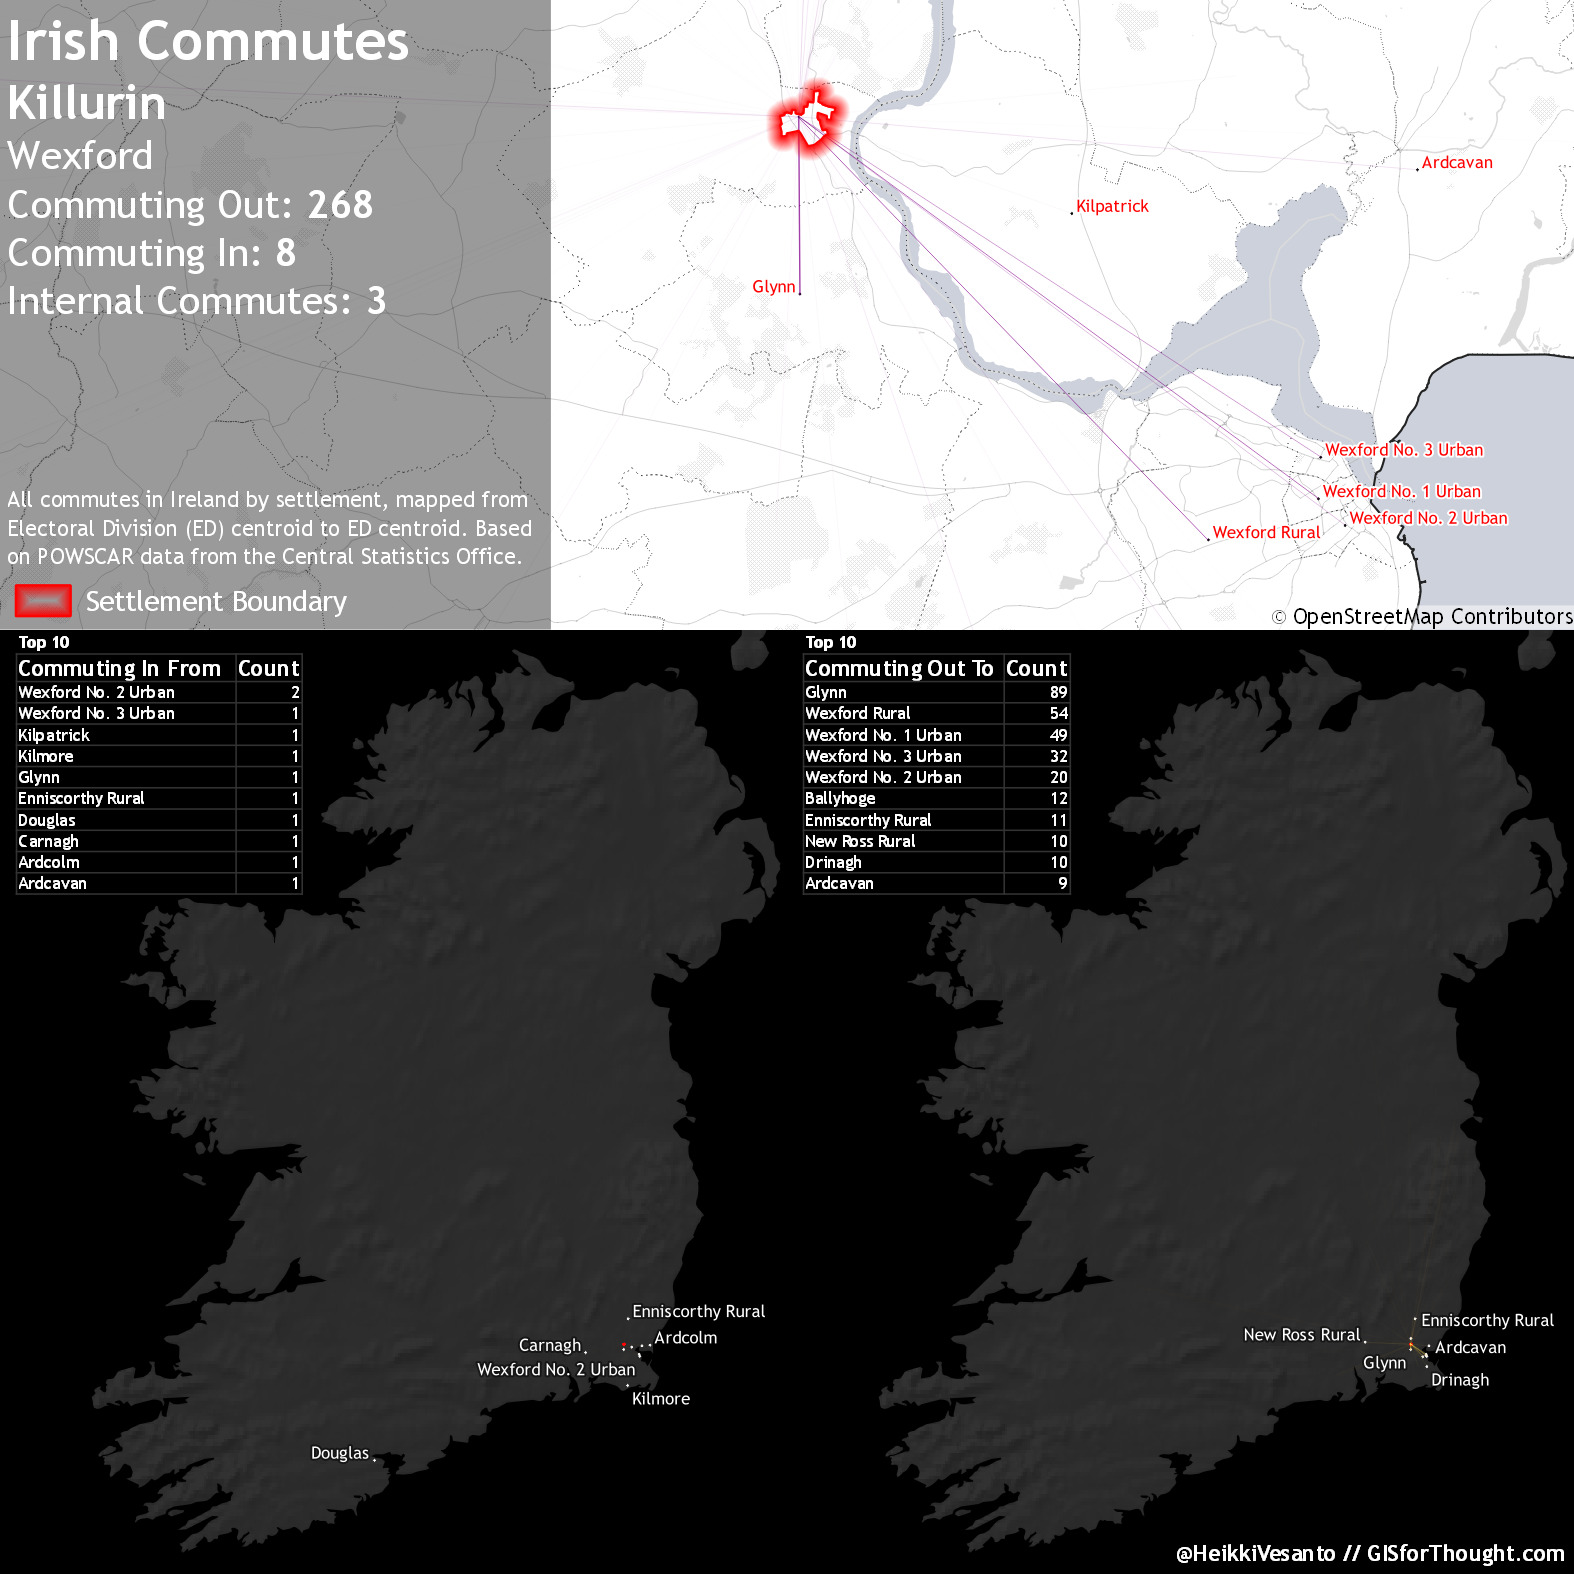 Irish Commutes
Killurin
Wexford
Commuting Out: 268
Commuting In: 8
Internal Commutes: 3
All commutes in Ireland by settlement, mapped from
Electoral Division (ED) centroid to ED centroid. Based
on POWSCAR data from the Central Statistics Office.
Settlement Boundary
Ardcavan
Kilpatrick
Glynn
Wexford No. 3 Urban
Wexford No. 1 Urban
Wexford No. 2 Urban
Wexford Rural
© OpenStreetMap Contributors
Top 10
Commuting In From Count
Wexford No. 2 Urban 2
Wexford No. 3 Urban 1
Kilpatrick 1
Kilmore 1
Glynn 1
Enniscorthy Rural 1
Douglas 1
Carnagh 1
Ardcolm 1
Ardcavan 1
Enniscorthy Rural
Ardcolm
Carnagh
Wexford No. 2 Urban
Kilmore
Douglas
Top 10
Commuting Out To Count
Glynn 89
Wexford Rural 54
Wexford No. 1 Urban 49
Wexford No. 3 Urban 32
Wexford No. 2 Urban 20
Ballyhoge 12
Enniscorthy Rural 11
New Ross Rural 10
Drinagh 10
Ardcavan 9
Enniscorthy Rural
New Ross Rural
Ardcavan
Glynn
Drinagh
@HeikkiVesanto // GISforThought.com